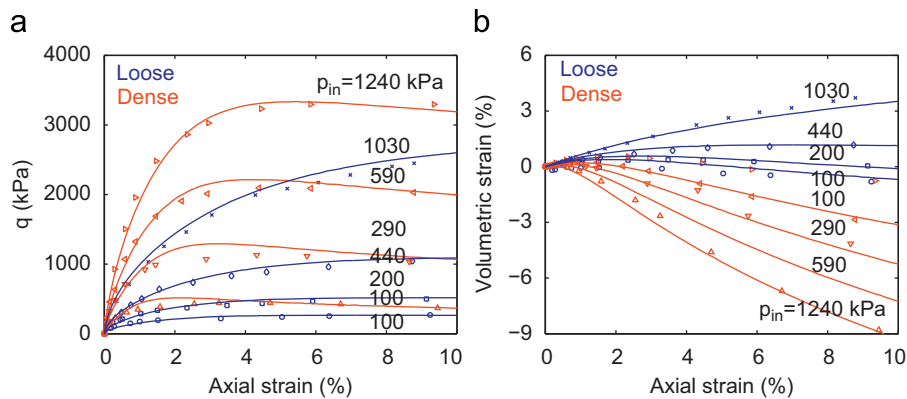 a
4000
3000
2000
1000
0
q (kPa)
Loose
Dense
p_in=1240 kPa
1030
590
290
440
200
100
100
0 2 4 6 8 10
Axial strain (%)
b
6
3
0
−3
−6
−9
Volumetric strain (%)
Loose
Dense
1030
440
200
100
100
290
590
p_in=1240 kPa
0 2 4 6 8 10
Axial strain (%)